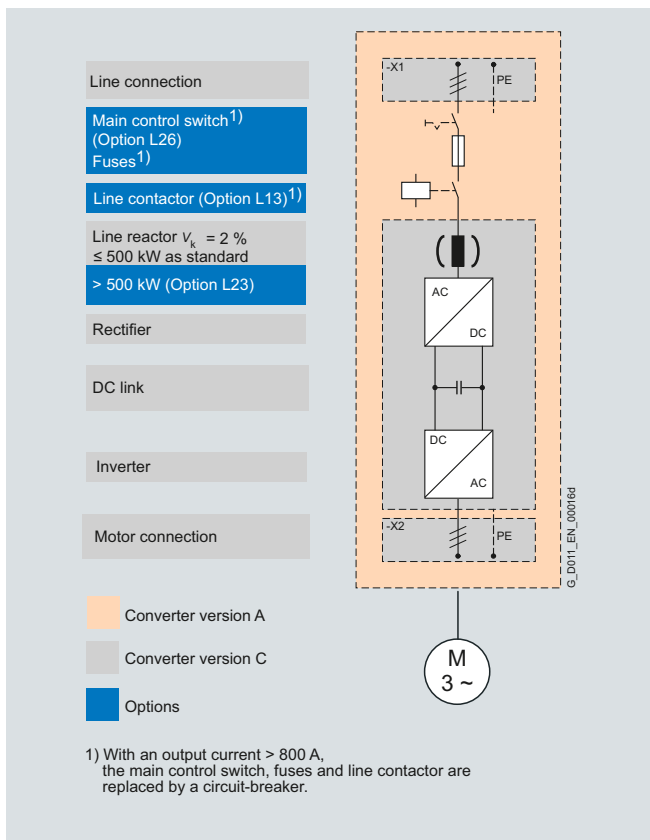 Line connection
Main control switch1)
(Option L26)
Fuses1)
Line contactor (Option L13)1)
Line reactor Vk = 2 %
≤ 500 kW as standard
> 500 kW (Option L23)
Rectifier
DC link
Inverter
Motor connection
-X1
PE
AC
DC
DC
AC
-X2
PE
M
3 ~
G_D011_EN_00016d
Converter version A
Converter version C
Options
1) With an output current > 800 A,
the main control switch, fuses and line contactor are
replaced by a circuit-breaker.